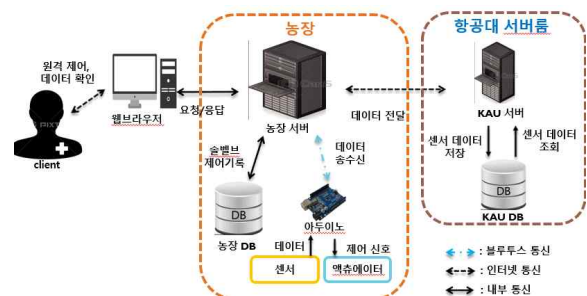 농장
항공대 서버룸
원격 제어,
데이터 확인
client
웹브라우저
요청/응답
농장 서버
데이터 전달
KAU 서버
솔밸브
제어기록
데이터
송수신
센서 데이터
저장
센서 데이터
조회
DB
농장 DB
아두이노
DB
KAU DB
데이터
제어 신호
센서
액츄에이터
: 블루투스 통신
: 인터넷 통신
: 내부 통신